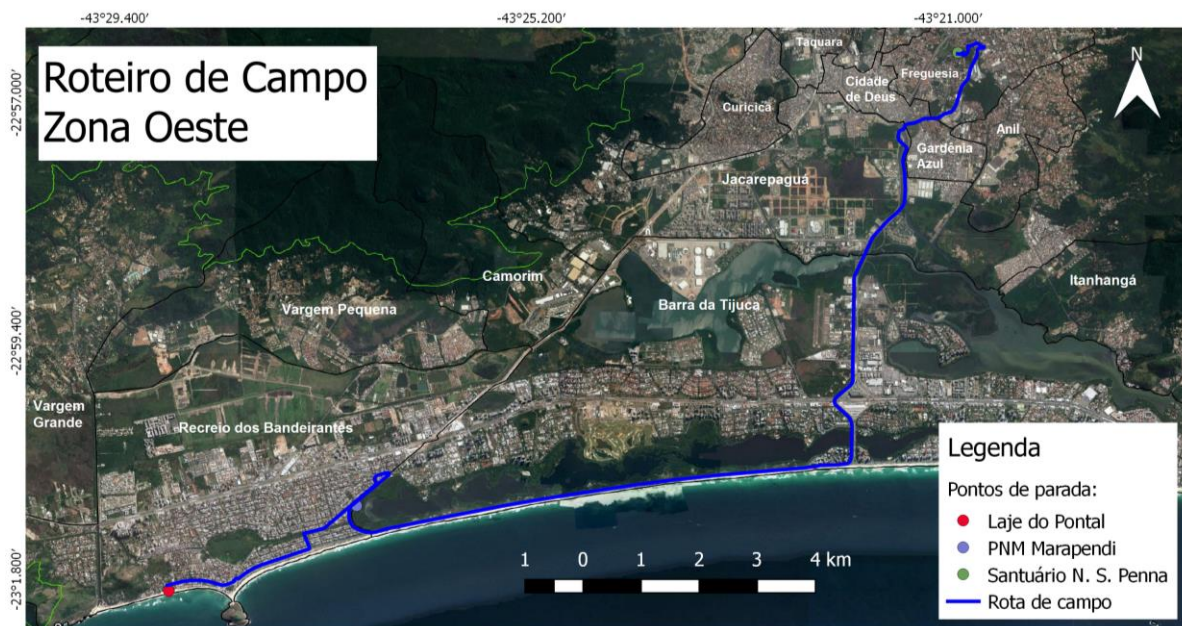 -43°29.400'
-43°25.200'
-43°21.000'
Roteiro de Campo
Zona Oeste
N
-22°57.000'
-22°59.400'
-23°1.800'
Taquara
Cidade
de Deus
Freguesia
Curicica
Anil
Gardênia
Azul
Jacarepaguá
Camorim
Itanhangá
Vargem Pequena
Barra da Tijuca
Vargem
Grande
Recreio dos Bandeirantes
1 0 1 2 3 4 km
Legenda
Pontos de parada:
Laje do Pontal
PNM Marapendi
Santuário N. S. Penna
Rota de campo